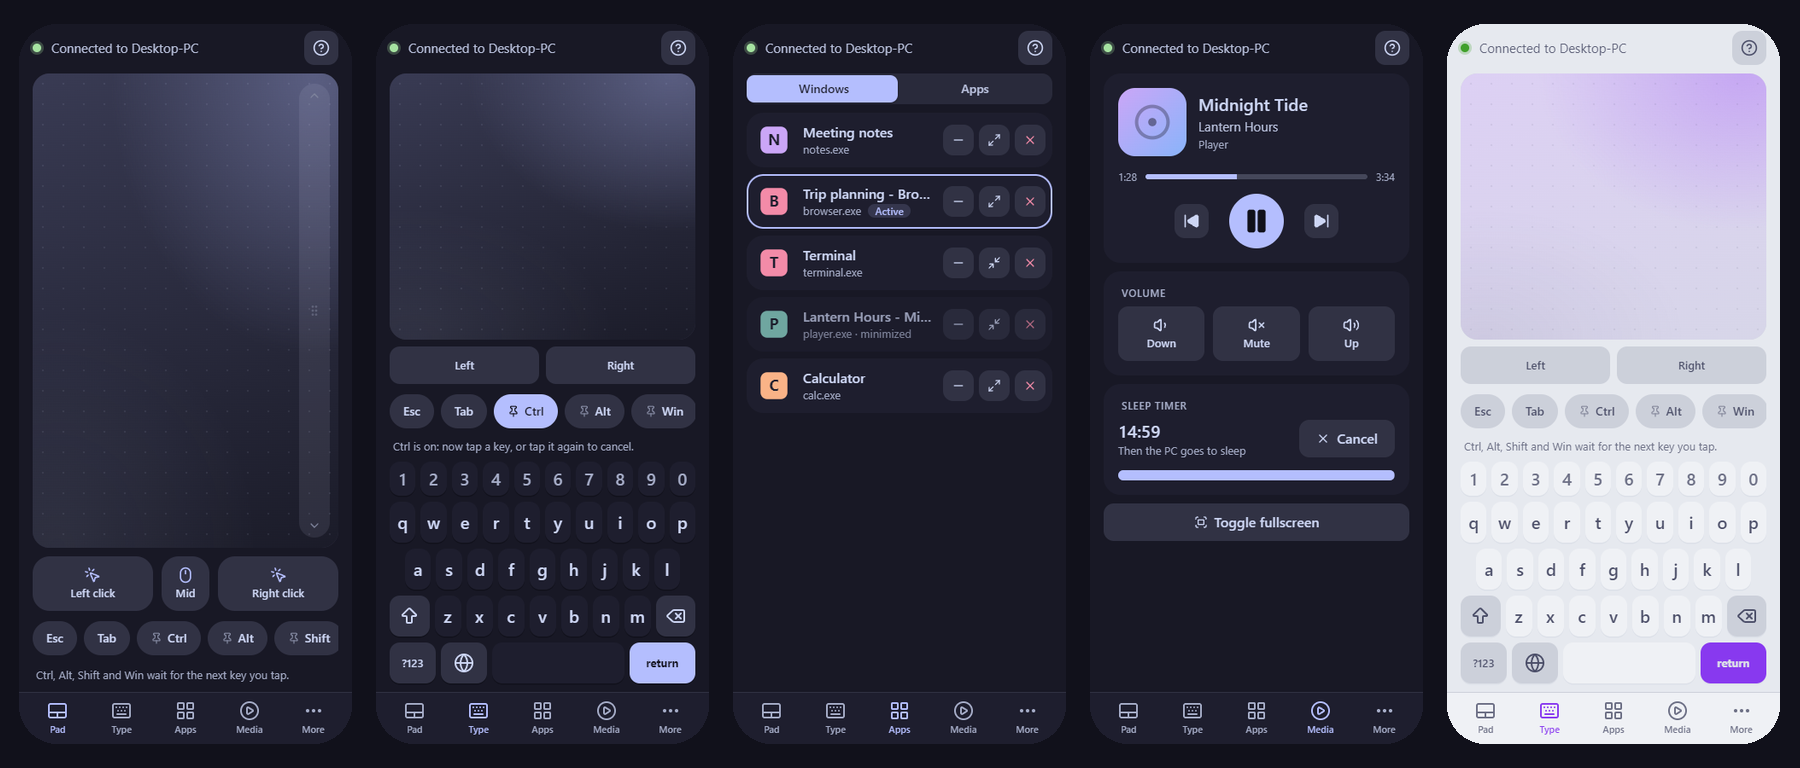 Connected to Desktop-PC
Left click
Mid
Right click
Esc Tab Ctrl Alt Shift
Ctrl, Alt, Shift and Win wait for the next key you tap.
Pad Type Apps Media More
Connected to Desktop-PC
Left Right
Esc Tab Ctrl Alt Win
Ctrl is on: now tap a key, or tap it again to cancel.
1 2 3 4 5 6 7 8 9 0
q w e r t y u i o p
a s d f g h j k l
z x c v b n m
?123 return
Pad Type Apps Media More
Connected to Desktop-PC
Windows Apps
N Meeting notes
notes.exe
B Trip planning - Bro...
browser.exe Active
T Terminal
terminal.exe
P Lantern Hours - Mi...
player.exe · minimized
C Calculator
calc.exe
Pad Type Apps Media More
Connected to Desktop-PC
Midnight Tide
Lantern Hours
Player
1:28 3:34
VOLUME
Down Mute Up
SLEEP TIMER
14:59
Then the PC goes to sleep
Cancel
Toggle fullscreen
Pad Type Apps Media More
Connected to Desktop-PC
Left Right
Esc Tab Ctrl Alt Win
Ctrl, Alt, Shift and Win wait for the next key you tap.
1 2 3 4 5 6 7 8 9 0
q w e r t y u i o p
a s d f g h j k l
z x c v b n m
?123 return
Pad Type Apps Media More